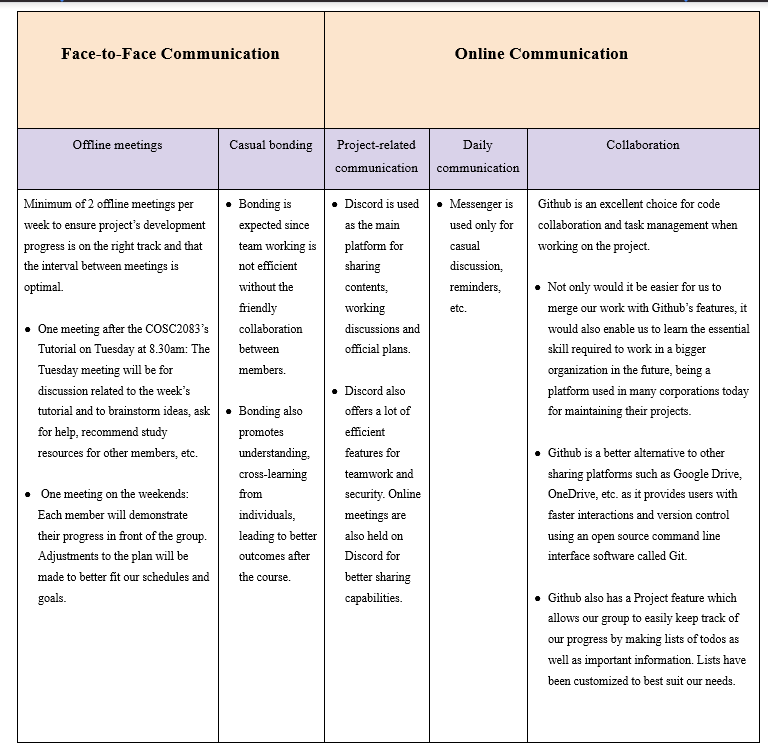 Face-to-Face Communication
Online Communication
Offline meetings
Casual bonding
Project-related
communication
Daily
communication
Collaboration
Minimum of 2 offline meetings per
week to ensure project’s development
progress is on the right track and that
the interval between meetings is
optimal.
● One meeting after the COSC2083’s
Tutorial on Tuesday at 8.30am: The
Tuesday meeting will be for
discussion related to the week’s
tutorial and to brainstorm ideas, ask
for help, recommend study
resources for other members, etc.
● One meeting on the weekends:
Each member will demonstrate
their progress in front of the group.
Adjustments to the plan will be
made to better fit our schedules and
goals.
● Bonding is
expected since
team working is
not efficient
without the
friendly
collaboration
between
members.
● Bonding also
promotes
understanding,
cross-learning
from
individuals,
leading to better
outcomes after
the course.
● Discord is used
as the main
platform for
sharing
contents,
working
discussions and
official plans.
● Discord also
offers a lot of
efficient
features for
teamwork and
security. Online
meetings are
also held on
Discord for
better sharing
capabilities.
● Messenger is
used only for
casual
discussion,
reminders,
etc.
Github is an excellent choice for code
collaboration and task management when
working on the project.
● Not only would it be easier for us to
merge our work with Github’s features, it
would also enable us to learn the essential
skill required to work in a bigger
organization in the future, being a
platform used in many corporations today
for maintaining their projects.
● Github is a better alternative to other
sharing platforms such as Google Drive,
OneDrive, etc. as it provides users with
faster interactions and version control
using an open source command line
interface software called Git.
● Github also has a Project feature which
allows our group to easily keep track of
our progress by making lists of todos as
well as important information. Lists have
been customized to best suit our needs.